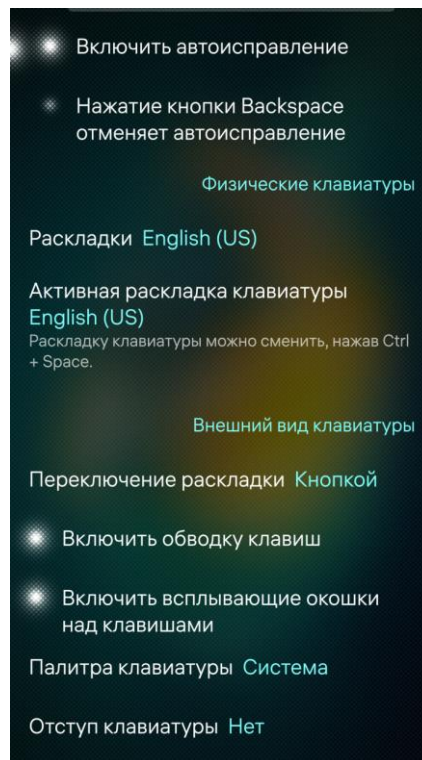 Включить автоисправление
Нажатие кнопки Backspace
отменяет автоисправление
Физические клавиатуры
Раскладки English (US)
Активная раскладка клавиатуры
English (US)
Раскладку клавиатуры можно сменить, нажав Ctrl
+ Space.
Внешний вид клавиатуры
Переключение раскладки Кнопкой
Включить обводку клавиш
Включить всплывающие окошки
над клавишами
Палитра клавиатуры Система
Отступ клавиатуры Нет